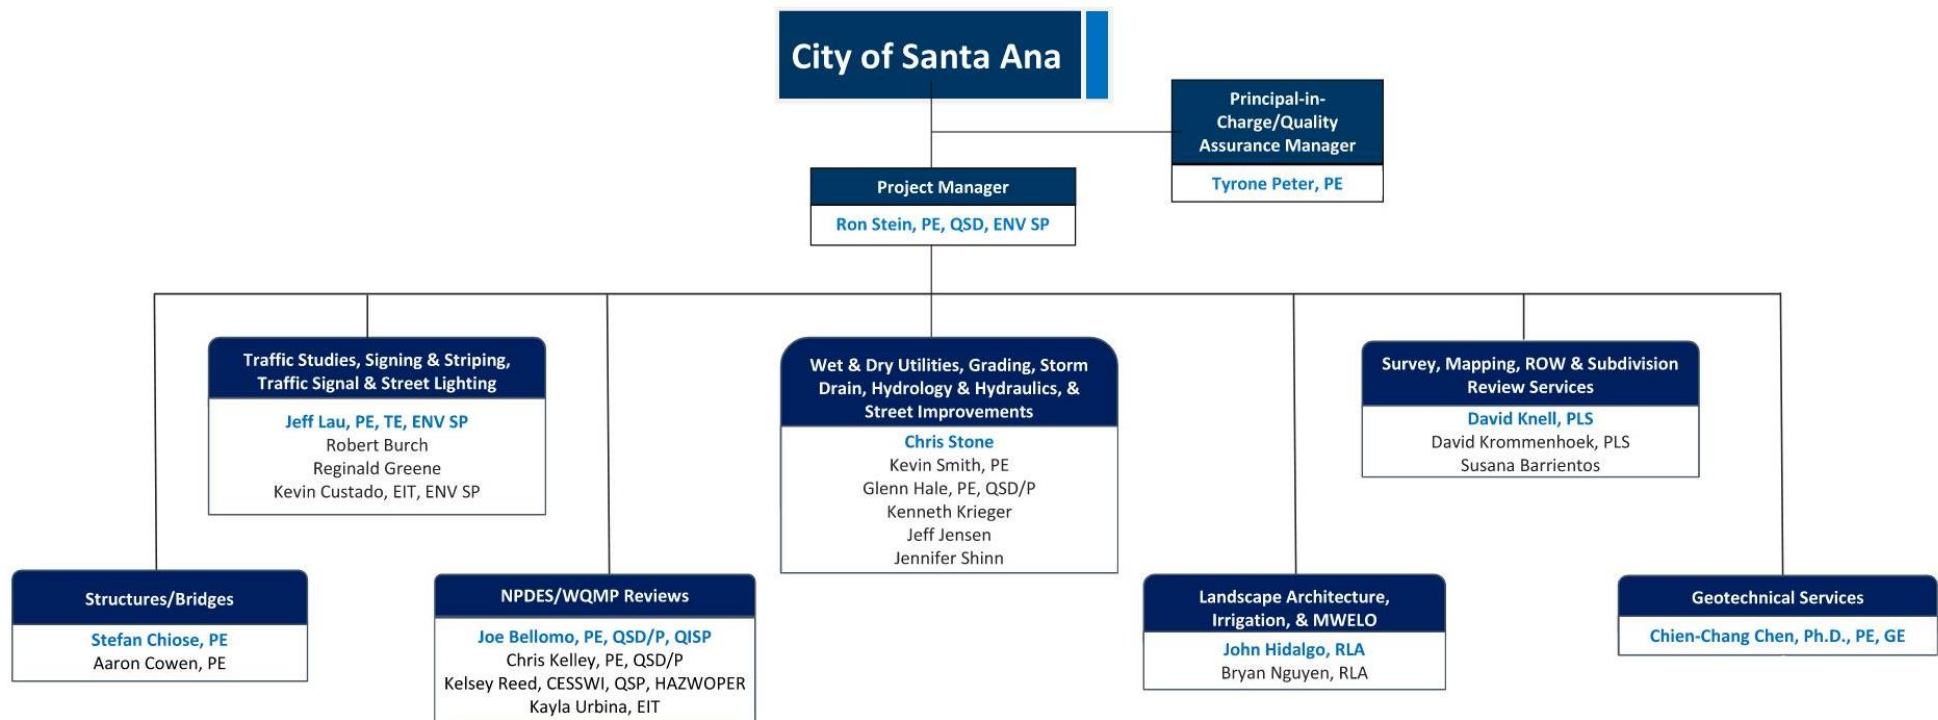 City of Santa Ana
Principal-in-
Charge/Quality
Assurance Manager
Tyrone Peter, PE
Project Manager
Ron Stein, PE, QSD, ENV SP
Traffic Studies, Signing & Striping,
Traffic Signal & Street Lighting
Jeff Lau, PE, TE, ENV SP
Robert Burch
Reginald Greene
Kevin Custado, EIT, ENV SP
Wet & Dry Utilities, Grading, Storm
Drain, Hydrology & Hydraulics, &
Street Improvements
Chris Stone
Kevin Smith, PE
Glenn Hale, PE, QSD/P
Kenneth Krieger
Jeff Jensen
Jennifer Shinn
Survey, Mapping, ROW & Subdivision
Review Services
David Knell, PLS
David Krommenhoek, PLS
Susana Barrientos
Structures/Bridges
Stefan Chiose, PE
Aaron Cowen, PE
NPDES/WQMP Reviews
Joe Bellomo, PE, QSD/P, QISP
Chris Kelley, PE, QSD/P
Kelsey Reed, CESSWI, QSP, HAZWOPER
Kayla Urbina, EIT
Landscape Architecture,
Irrigation, & MWELO
John Hidalgo, RLA
Bryan Nguyen, RLA
Geotechnical Services
Chien-Chang Chen, Ph.D., PE, GE